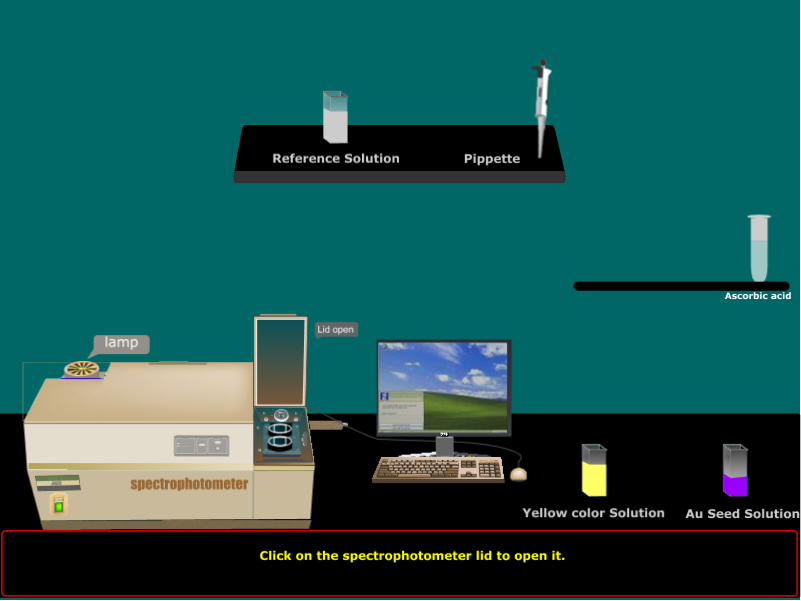 Reference Solution
Pippette
Ascorbic acid
Lid open
lamp
spectrophotometer
Yellow color Solution
Au Seed Solution
Click on the spectrophotometer lid to open it.